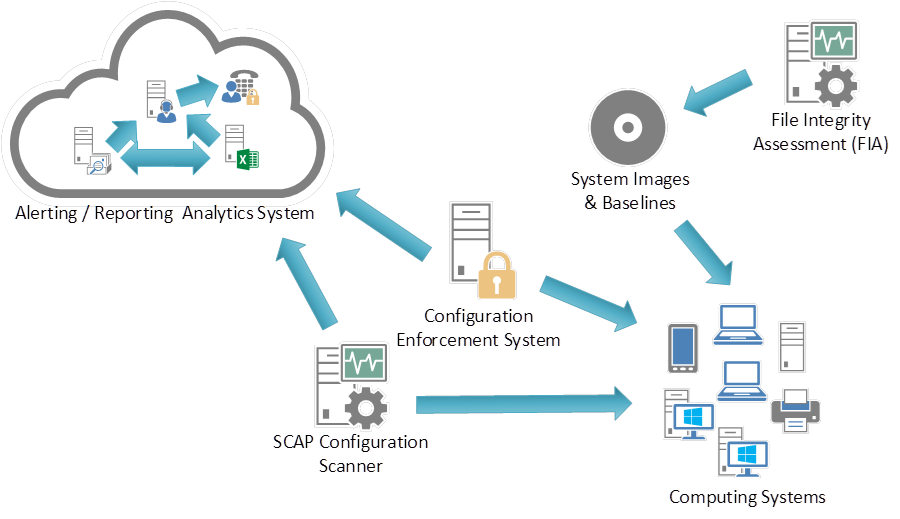 File Integrity
Assessment (FIA)
System Images
& Baselines
Alerting / Reporting  Analytics System
Configuration
Enforcement System
SCAP Configuration
Scanner
Computing Systems
X